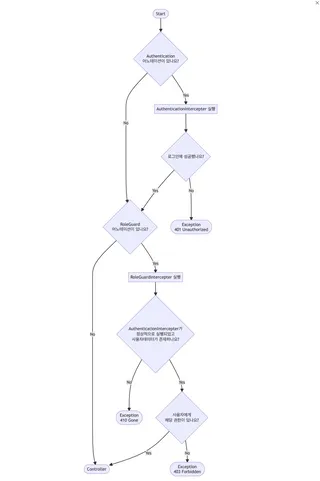 Start
Authentication
어노테이션이 있나요?
Yes
AuthenticationInterceptor 실행
No
로그인에 성공했나요?
Yes
No
RoleGuard
어노테이션이 있나요?
Exception
401 Unauthorized
Yes
RoleGuardInterceptor 실행
No
AuthenticationInterceptor가
정상적으로 실행되었고
사용자데이터가 존재하나요?
No
Yes
Exception
410 Gone
사용자에게
해당 권한이 있나요?
Yes
No
Controller
Exception
403 Forbidden